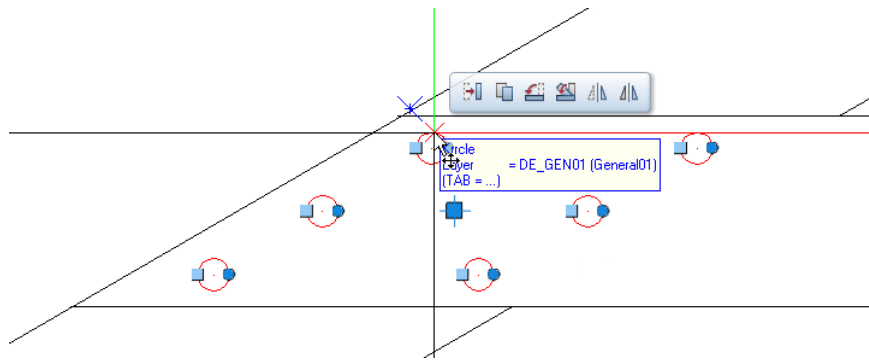 Circle
Layer = DE_GEN01 (General01)
(TAB = ...)